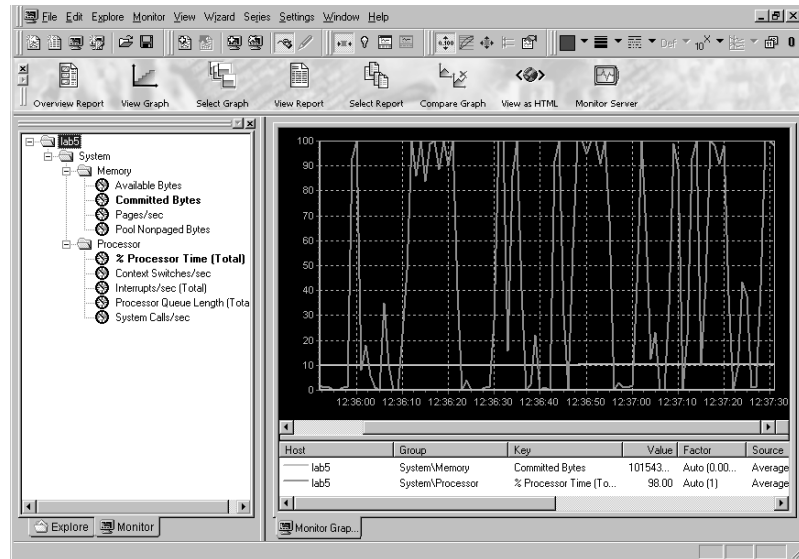 File Edit Explore Monitor View Wizard Series Settings Window Help
0,100 Def 10 X 0
Overview Report View Graph Select Graph View Report Select Report Compare Graph View as HTML Monitor Server
lab5
System
Memory
Available Bytes
Committed Bytes
Pages/sec
Pool Nonpaged Bytes
Processor
% Processor Time (Total)
Context Switches/sec
Interrupts/sec (Total)
Processor Queue Length (Tota
System Calls/sec
100
90
80
70
60
50
40
30
20
10
0
12:36:00 12:36:10 12:36:20 12:36:30 12:36:40 12:36:50 12:37:00 12:37:10 12:37:20 12:37:30
Host Group Key Value Factor Source
lab5 System\Memory Committed Bytes 101543... Auto (0.00... Average
lab5 System\Processor % Processor Time (To... 98.00 Auto (1) Average
Explore Monitor
Monitor Grap...